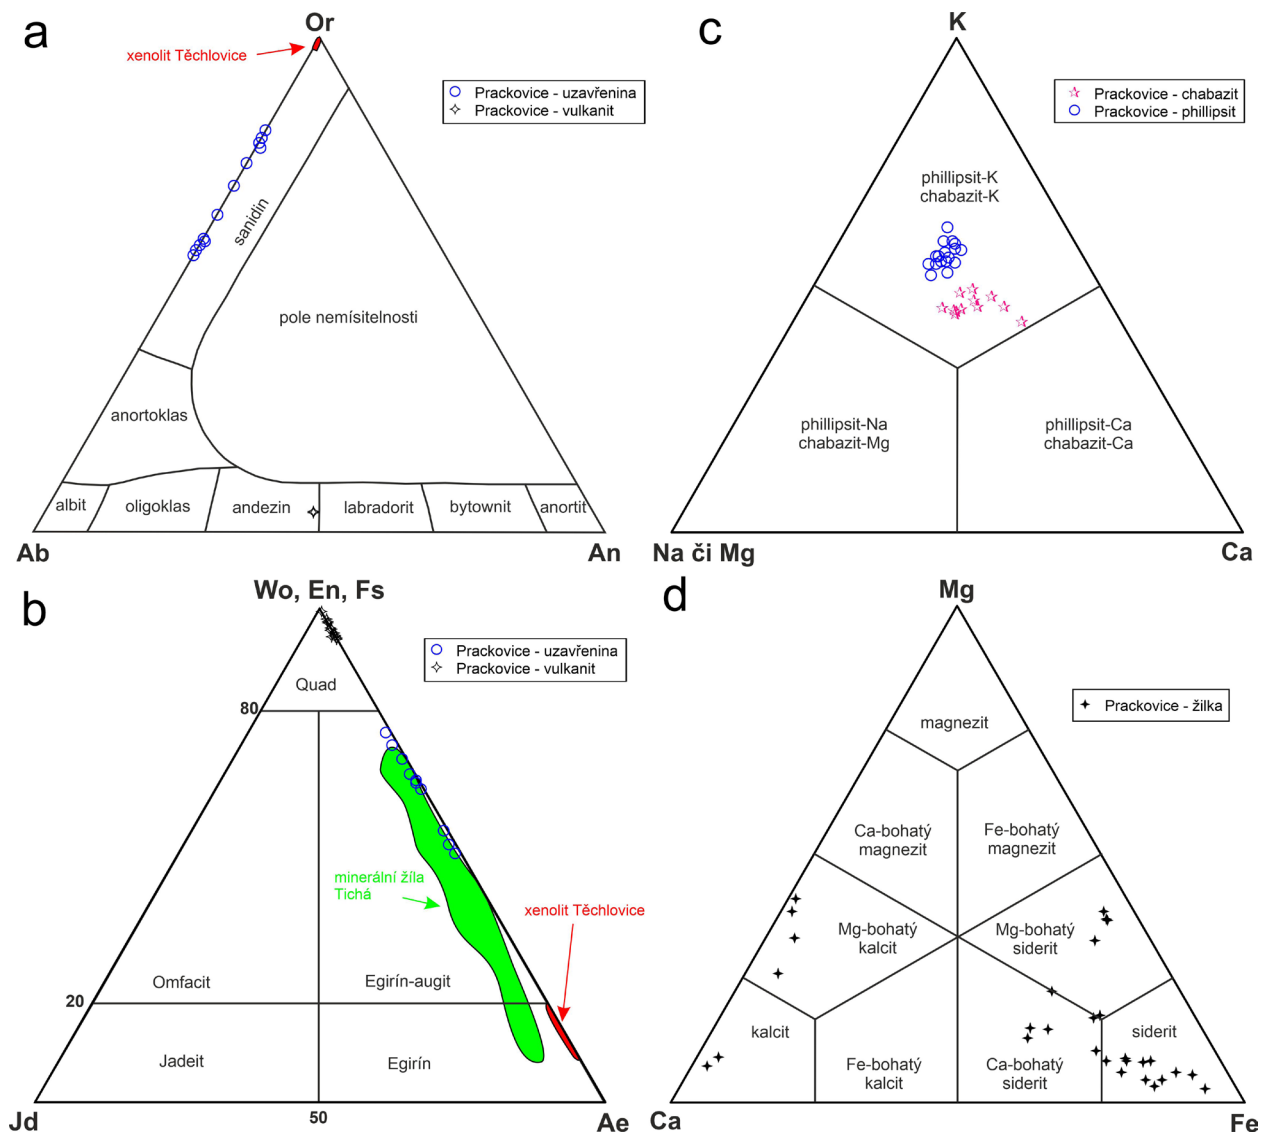 a
Or
xenolit Těchlovice
Prackovice - uzavřenina
Prackovice - vulkanit
sanidin
pole nemísitelnosti
anortoklas
albit
oligoklas
andezin
labradorit
bytownit
anortit
Ab
An
c
K
Prackovice - chabazit
Prackovice - phillipsit
phillipsit-K
chabazit-K
phillipsit-Na
chabazit-Mg
phillipsit-Ca
chabazit-Ca
Na či Mg
Ca
b
Wo, En, Fs
Prackovice - uzavřenina
Prackovice - vulkanit
Quad
80
minerální žíla
Tichá
xenolit Těchlovice
Omfacit
Egirín-augit
20
Jadeit
Egirín
Jd
50
Ae
d
Mg
Prackovice - žilka
magnezit
Ca-bohatý
magnezit
Fe-bohatý
magnezit
Mg-bohatý
kalcit
Mg-bohatý
siderit
kalcit
siderit
Fe-bohatý
kalcit
Ca-bohatý
siderit
Ca
Fe